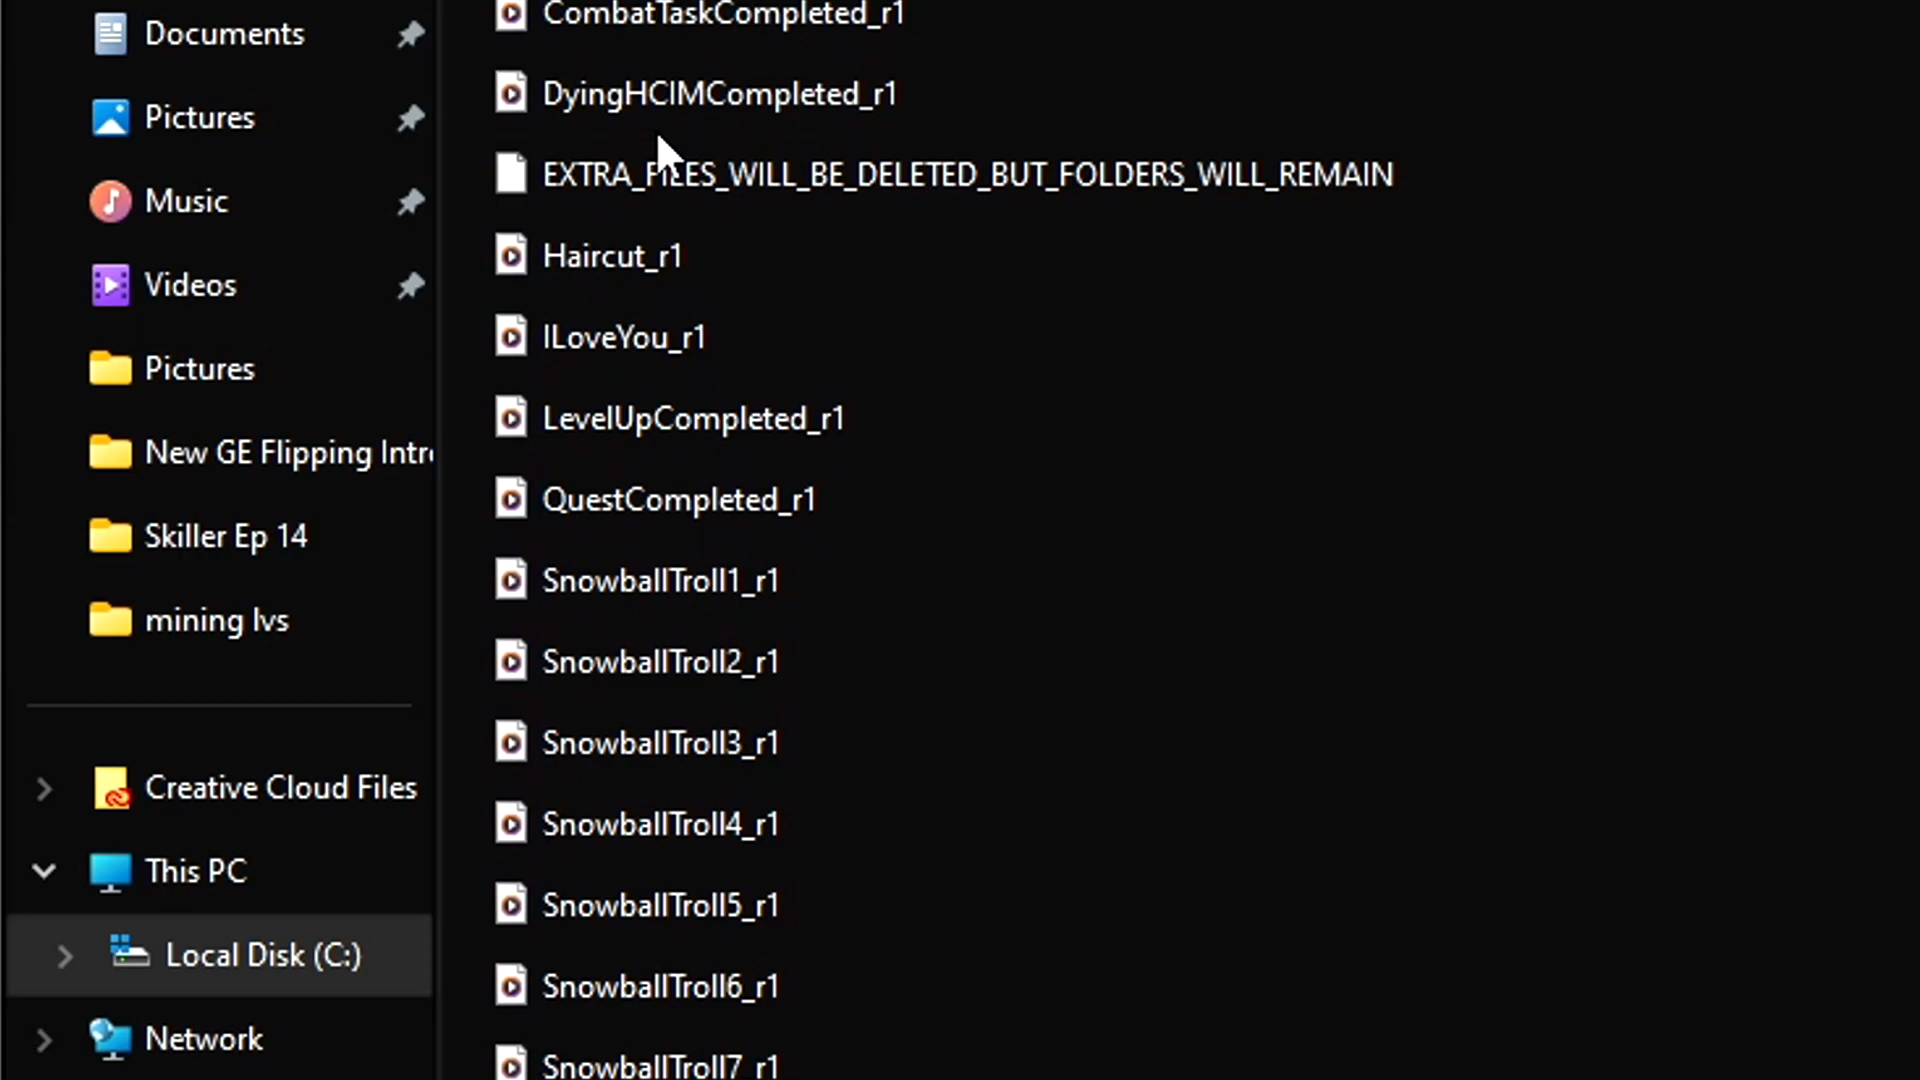 Documents
Pictures
Music
Videos
Pictures
New GE Flipping Intr
Skiller Ep 14
mining lvs
Creative Cloud Files
This PC
Local Disk (C:)
Network
CombatTaskCompleted_r1
DyingHCIMCompleted_r1
EXTRA_FILES_WILL_BE_DELETED_BUT_FOLDERS_WILL_REMAIN
Haircut_r1
ILoveYou_r1
LevelUpCompleted_r1
QuestCompleted_r1
SnowballTroll1_r1
SnowballTroll2_r1
SnowballTroll3_r1
SnowballTroll4_r1
SnowballTroll5_r1
SnowballTroll6_r1
SnowballTroll7_r1